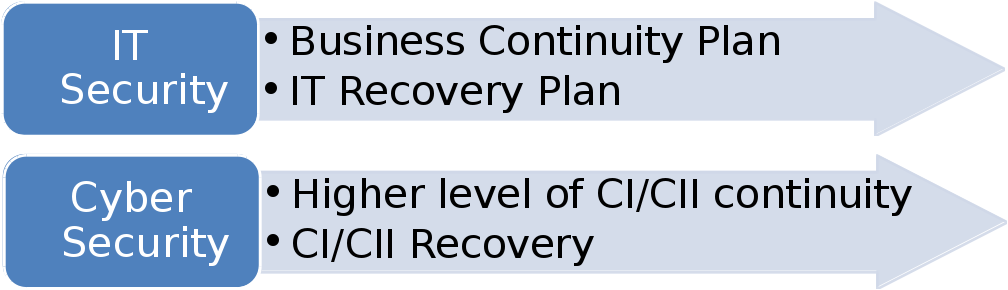 IT
Security
• Business Continuity Plan
• IT Recovery Plan
Cyber
Security
• Higher level of CI/CII continuity
• CI/CII Recovery